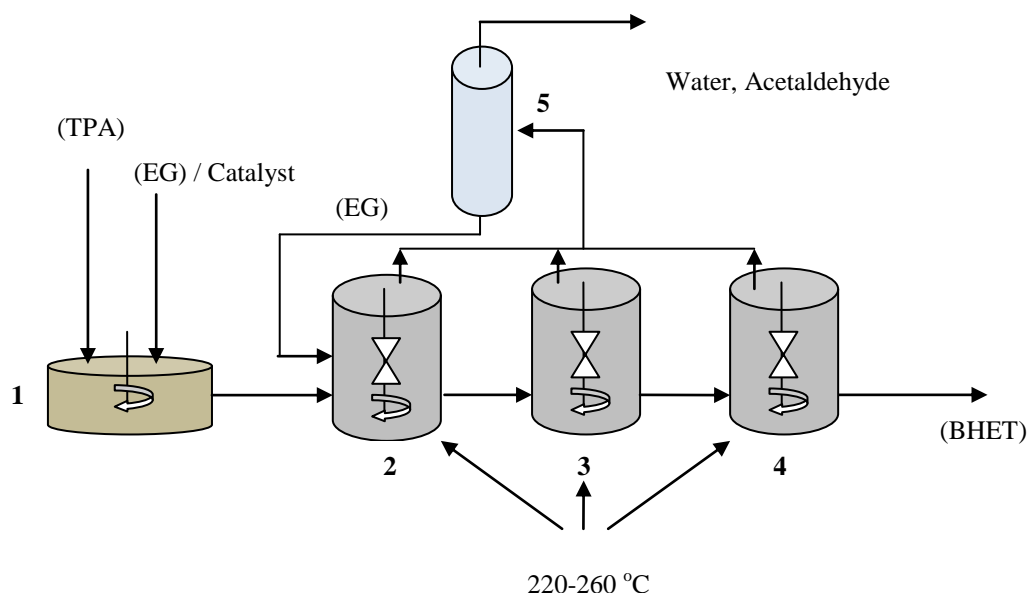 Water, Acetaldehyde
5
(TPA)
(EG) / Catalyst
(EG)
1
(BHET)
2
3
4
220-260 °C